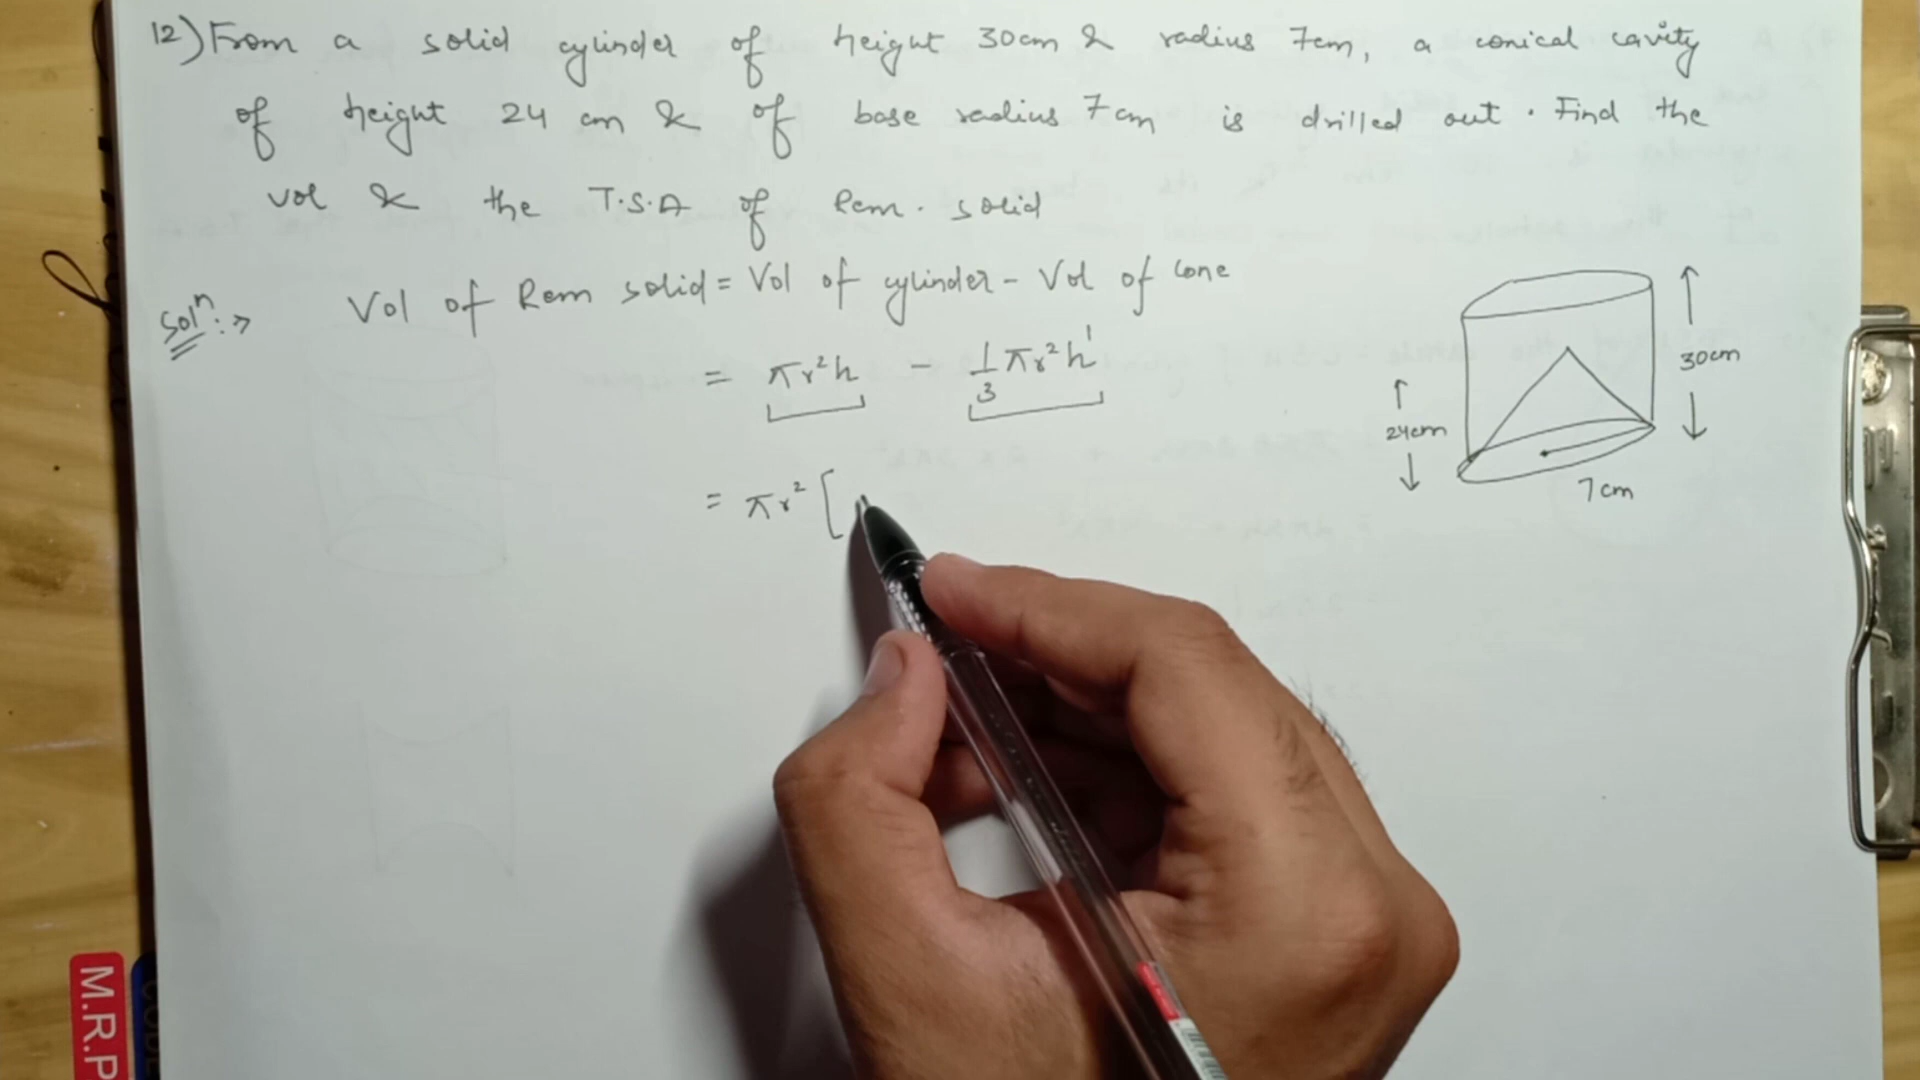 12) From a solid cylinder of height 30cm & radius 7cm, a conical cavity
of height 24 cm & of base radius 7cm is drilled out. Find the
vol & the T.S.A of Rem. solid
Solⁿ:→ Vol of Rem solid = Vol of cylinder - Vol of cone
= πr²h - 1/3 πr²h'
= πr² [
30cm
24cm
7cm
M.R.P